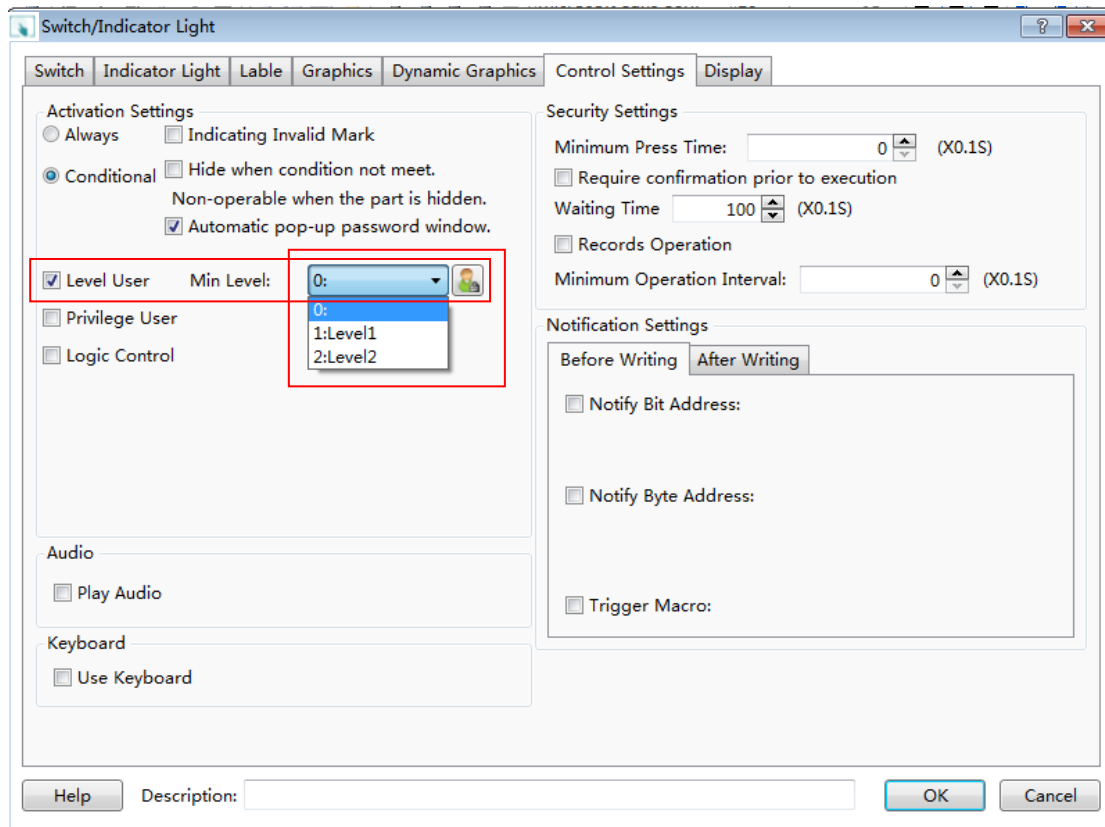 Switch/Indicator Light
Switch
Indicator Light
Lable
Graphics
Dynamic Graphics
Control Settings
Display
Activation Settings
Always
Indicating Invalid Mark
Conditional
Hide when condition not meet.
Non-operable when the part is hidden.
Automatic pop-up password window.
Level User
Min Level:
0:
0:
1:Level1
2:Level2
Privilege User
Logic Control
Audio
Play Audio
Keyboard
Use Keyboard
Security Settings
Minimum Press Time:
0
(X0.1S)
Require confirmation prior to execution
Waiting Time
100
(X0.1S)
Records Operation
Minimum Operation Interval:
0
(X0.1S)
Notification Settings
Before Writing
After Writing
Notify Bit Address:
Notify Byte Address:
Trigger Macro:
Help
Description:
OK
Cancel